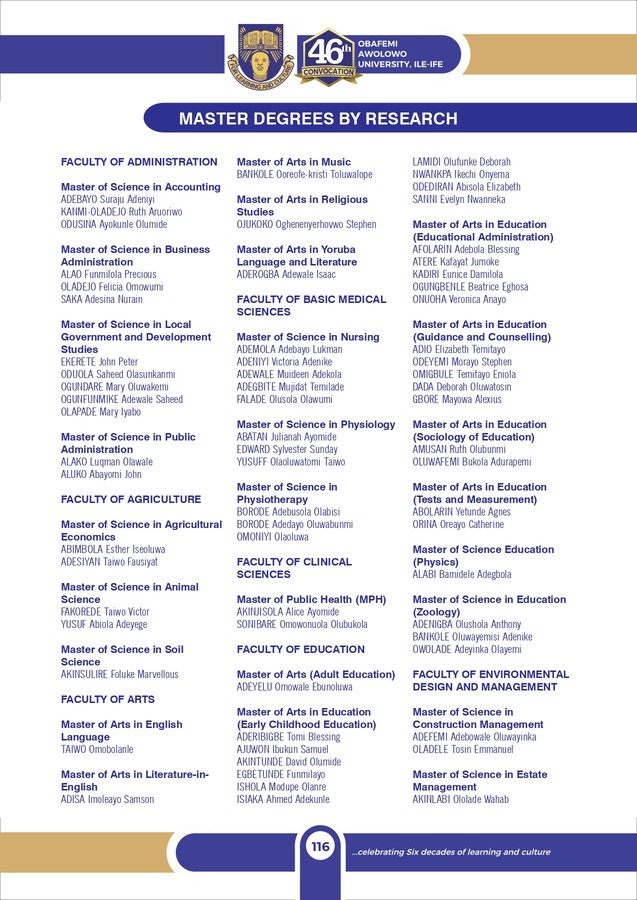 FOR LEARNING AND CULTURE
46th
CONVOCATION
OBAFEMI
AWOLOWO
UNIVERSITY, ILE-IFE
MASTER DEGREES BY RESEARCH
FACULTY OF ADMINISTRATION
Master of Science in Accounting
ADEBAYO Suraju Adeniyi
KANMI-OLADEJO Ruth Aruoriwo
ODUSINA Ayokunle Olumide
Master of Science in Business
Administration
ALAO Funmilola Precious
OLADEJO Felicia Omowumi
SAKA Adesina Nurain
Master of Science in Local
Government and Development
Studies
EKERETE John Peter
ODUOLA Saheed Olasunkanmi
OGUNDARE Mary Oluwakemi
OGUNFUNMIKE Adewale Saheed
OLAPADE Mary Iyabo
Master of Science in Public
Administration
ALAKO Luqman Olawale
ALUKO Abayomi John
FACULTY OF AGRICULTURE
Master of Science in Agricultural
Economics
ABIMBOLA Esther Iseoluwa
ADESIYAN Taiwo Fausiyat
Master of Science in Animal
Science
FAKOREDE Taiwo Victor
YUSUF Abiola Adeyege
Master of Science in Soil
Science
AKINSULIRE Foluke Marvellous
FACULTY OF ARTS
Master of Arts in English
Language
TAIWO Omobolanle
Master of Arts in Literature-in-
English
ADISA Imoleayo Samson
Master of Arts in Music
BANKOLE Ooreofe-kristi Toluwalope
Master of Arts in Religious
Studies
OJUKOKO Oghenenyerhovwo Stephen
Master of Arts in Yoruba
Language and Literature
ADEROGBA Adewale Isaac
FACULTY OF BASIC MEDICAL
SCIENCES
Master of Science in Nursing
ADEMOLA Adebayo Lukman
ADENIYI Victoria Adenike
ADEWALE Muideen Adekola
ADEGBITE Mujidat Temilade
FALADE Olusola Olawumi
Master of Science in Physiology
ABATAN Julianah Ayomide
EDWARD Sylvester Sunday
YUSUFF Olaoluwatomi Taiwo
Master of Science in
Physiotherapy
BORODE Adebusola Olabisi
BORODE Adedayo Oluwabunmi
OMONIYI Olaoluwa
FACULTY OF CLINICAL
SCIENCES
Master of Public Health (MPH)
AKINJISOLA Alice Ayomide
SONIBARE Omowonuola Olubukola
FACULTY OF EDUCATION
Master of Arts (Adult Education)
ADEYELU Omowale Ebunoluwa
Master of Arts in Education
(Early Childhood Education)
ADERIBIGBE Tomi Blessing
AJUWON Ibukun Samuel
AKINTUNDE David Olumide
EGBETUNDE Funmilayo
ISHOLA Modupe Olanre
ISIAKA Ahmed Adekunle
LAMIDI Olufunke Deborah
NWANKPA Ikechi Onyema
ODEDIRAN Abisola Elizabeth
SANNI Evelyn Nwanneka
Master of Arts in Education
(Educational Administration)
AFOLARIN Adebola Blessing
ATERE Kafayat Jumoke
KADIRI Eunice Damilola
OGUNGBENLE Beatrice Eghosa
ONUOHA Veronica Anayo
Master of Arts in Education
(Guidance and Counselling)
ADIO Elizabeth Temitayo
ODEYEMI Morayo Stephen
OMIGBULE Temitayo Eniola
DADA Deborah Oluwatosin
GBORE Mayowa Alexius
Master of Arts in Education
(Sociology of Education)
AMUSAN Ruth Olubunmi
OLUWAFEMI Bukola Adurapemi
Master of Arts in Education
(Tests and Measurement)
ABOLARIN Yetunde Agnes
ORINA Oreayo Catherine
Master of Science Education
(Physics)
ALABI Bamidele Adegbola
Master of Science in Education
(Zoology)
ADENIGBA Olushola Anthony
BANKOLE Oluwayemisi Adenike
OWOLADE Adeyinka Olayemi
FACULTY OF ENVIRONMENTAL
DESIGN AND MANAGEMENT
Master of Science in
Construction Management
ADEFEMI Adebowale Oluwayinka
OLADELE Tosin Emmanuel
Master of Science in Estate
Management
AKINLABI Ololade Wahab
116
...celebrating Six decades of learning and culture